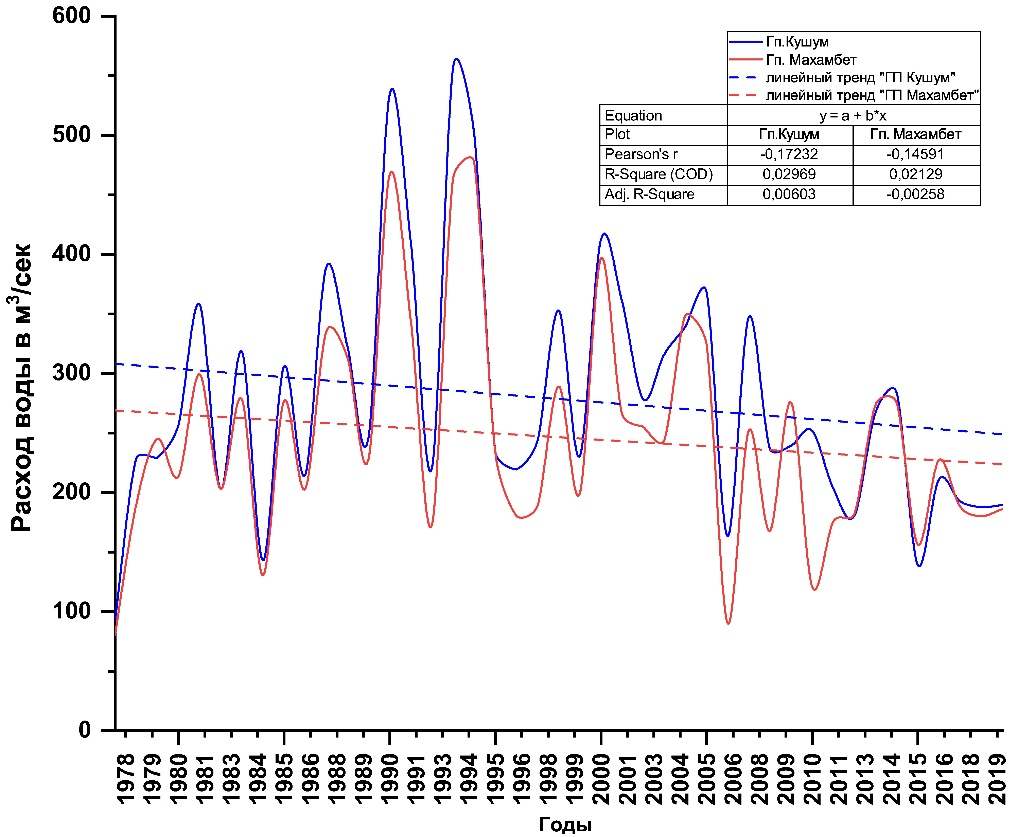 600
500
400
300
200
100
0
Расход воды в м³/сек
Гп.Кушум
Гп. Махамбет
линейный тренд "ГП Кушум"
линейный тренд "ГП Махамбет"
Equation y = a + b*x
Plot Гп.Кушум Гп. Махамбет
Pearson's r -0,17232 -0,14591
R-Square (COD) 0,02969 0,02129
Adj. R-Square 0,00603 -0,00258
1978 1979 1980 1981 1983 1984 1985 1986 1988 1989 1990 1991 1993 1994 1995 1996 1998 1999 2000 2001 2003 2004 2005 2006 2008 2009 2010 2011 2013 2014 2015 2016 2018 2019
Годы